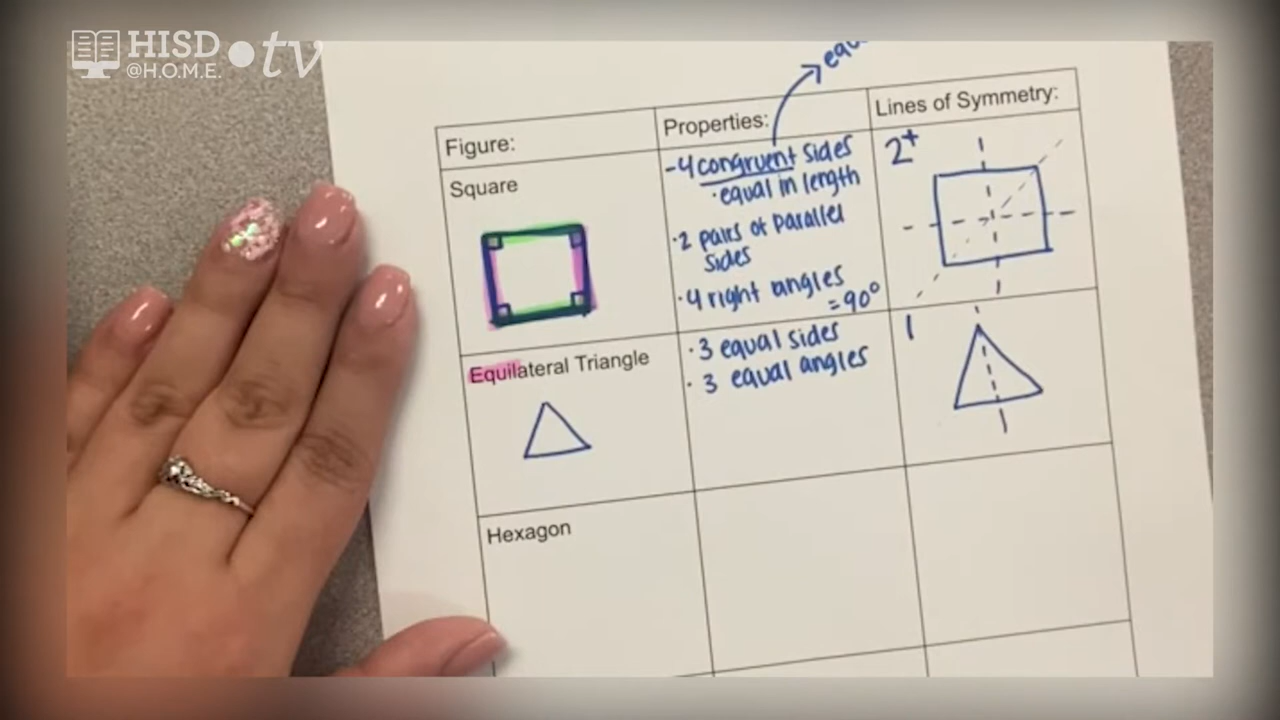 HISD
@H.O.M.E.
tv
Figure:
Properties:
Lines of Symmetry:
Square
-4 congruent sides
·equal in length
·2 pairs of parallel
sides
·4 right angles
=90°
2+
Equilateral Triangle
·3 equal sides
·3 equal angles
1
Hexagon